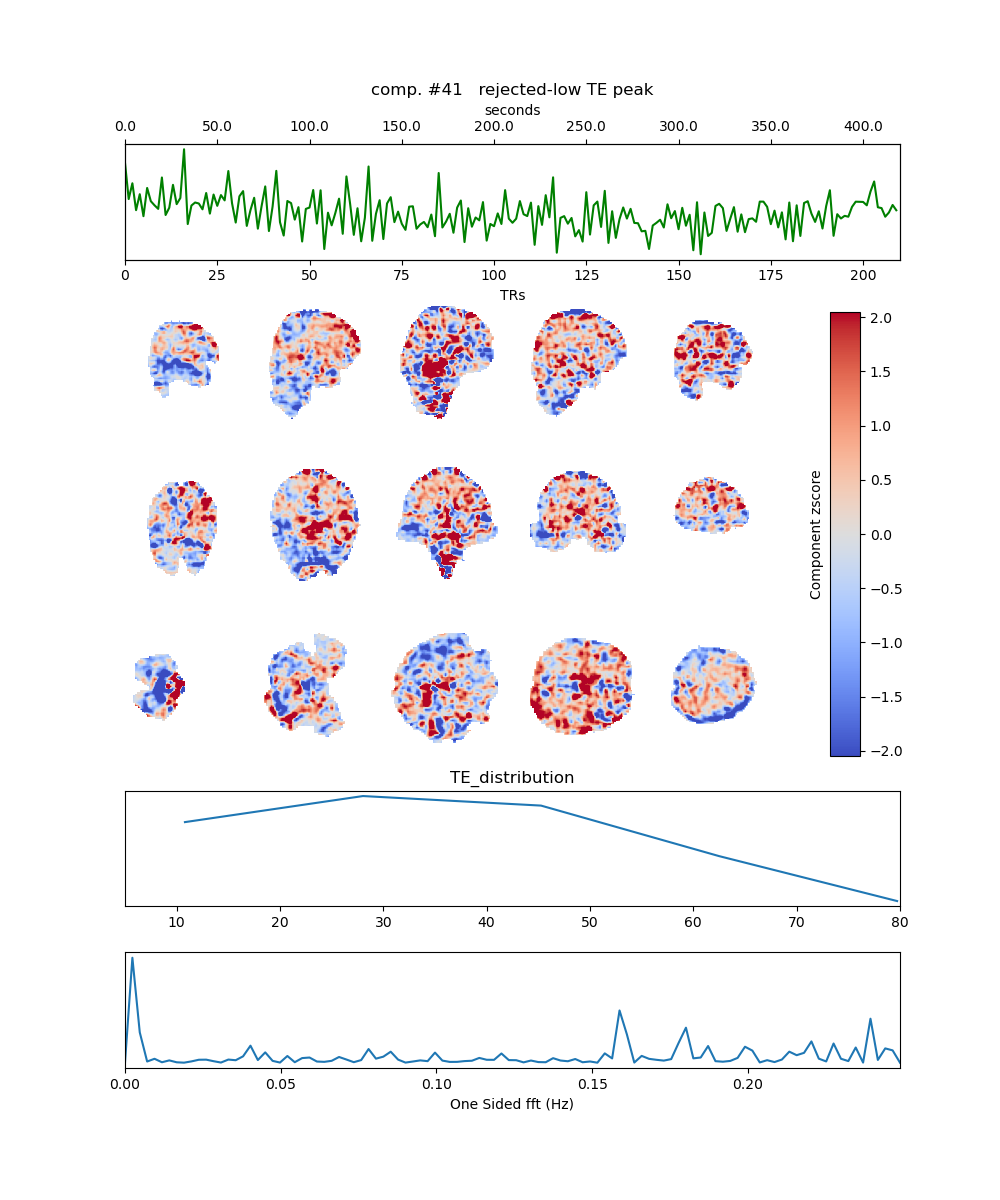 comp. #41   rejected-low TE peak
seconds
0.0 50.0 100.0 150.0 200.0 250.0 300.0 350.0 400.0
0 25 50 75 100 125 150 175 200
TRs
2.0
1.5
1.0
0.5
0.0
−0.5
−1.0
−1.5
−2.0
Component zscore
TE_distribution
10 20 30 40 50 60 70 80
0.00 0.05 0.10 0.15 0.20
One Sided fft (Hz)